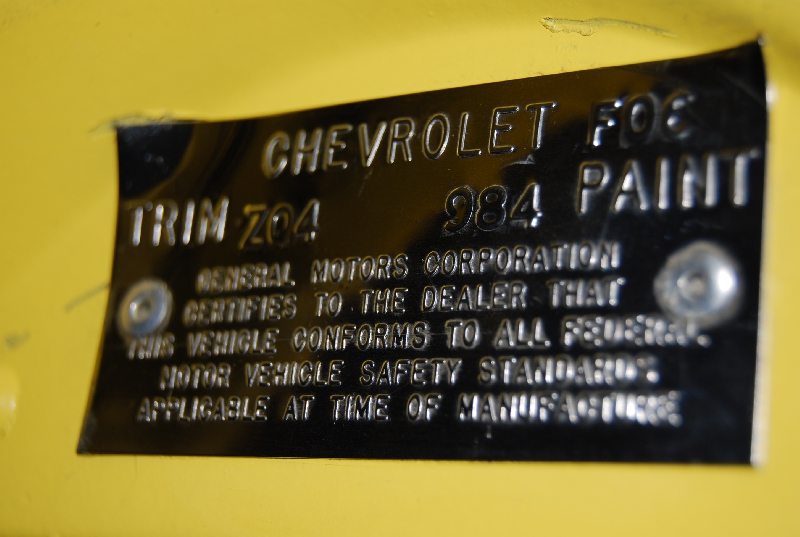 CHEVROLET F06
TRIM Z04 984 PAINT
GENERAL MOTORS CORPORATION
CERTIFIES TO THE DEALER THAT
THIS VEHICLE CONFORMS TO ALL FEDERAL
MOTOR VEHICLE SAFETY STANDARDS
APPLICABLE AT TIME OF MANUFACTURE